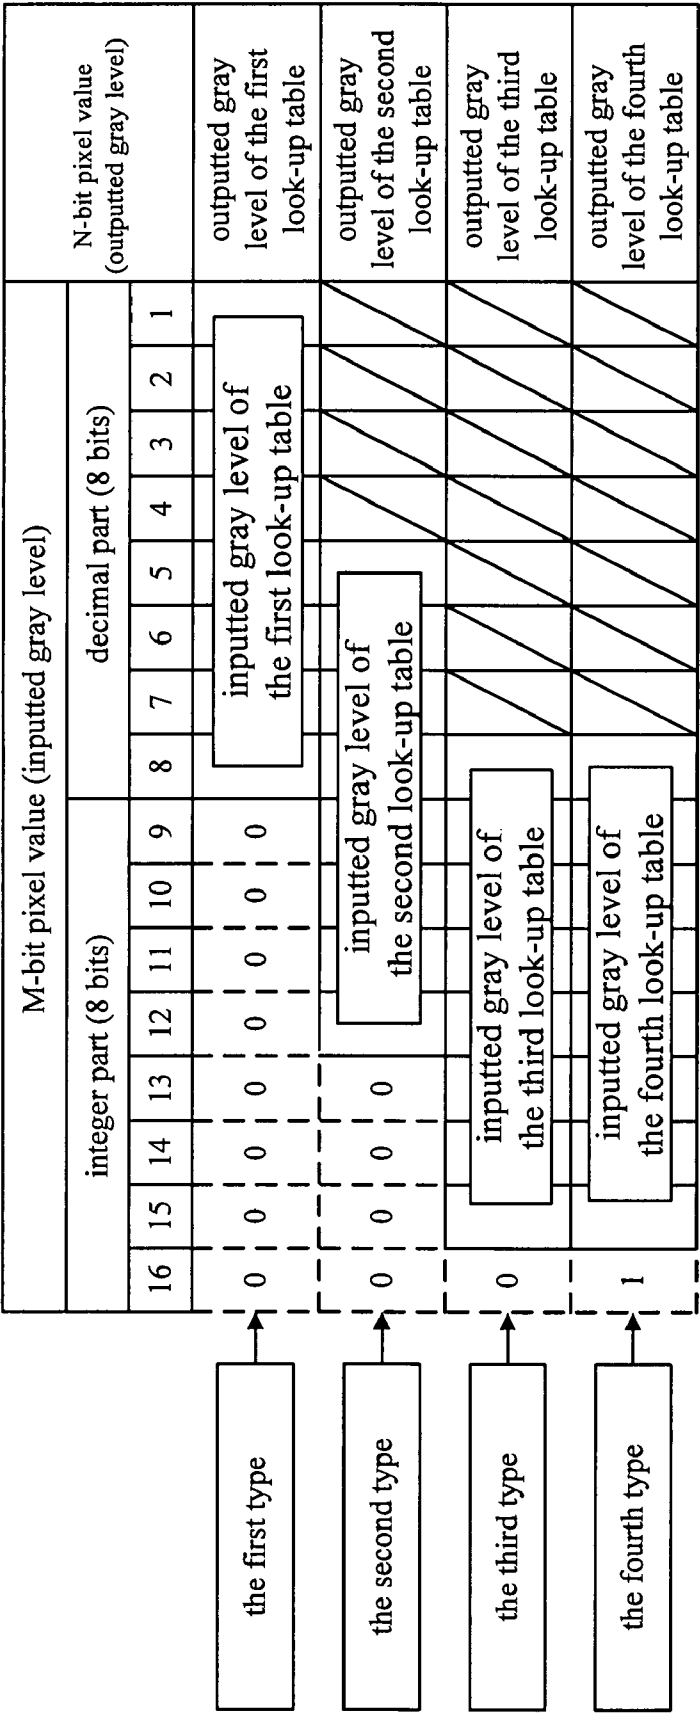 M-bit pixel value (inputted gray level)
N-bit pixel value
(outputted gray level)
integer part (8 bits)
decimal part (8 bits)
16 15 14 13 12 11 10 9 8 7 6 5 4 3 2 1
the first type
0 0 0 0 0 0 0 0
inputted gray level of
the first look-up table
outputted gray
level of the first
look-up table
the second type
0 0 0 0
inputted gray level of
the second look-up table
outputted gray
level of the second
look-up table
the third type
0
inputted gray level of
the third look-up table
outputted gray
level of the third
look-up table
the fourth type
1
inputted gray level of
the fourth look-up table
outputted gray
level of the fourth
look-up table